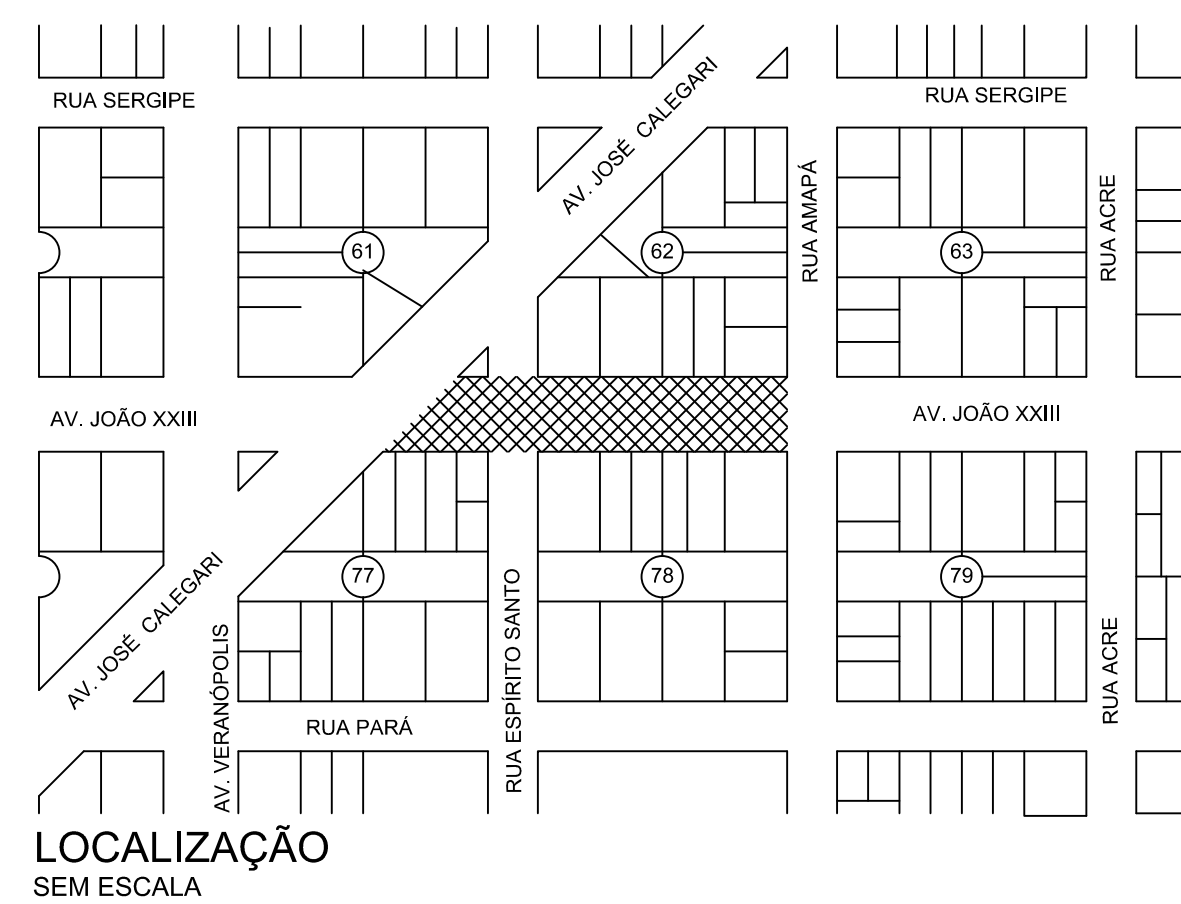 RUA SERGIPE
RUA SERGIPE
AV. JOSÉ CALEGARI
RUA AMAPÁ
RUA ACRE
61
62
63
AV. JOÃO XXIII
AV. JOÃO XXIII
77
78
79
AV. JOSÉ CALEGARI
AV. VERANÓPOLIS
RUA ESPÍRITO SANTO
RUA ACRE
RUA PARÁ
LOCALIZAÇÃO
SEM ESCALA